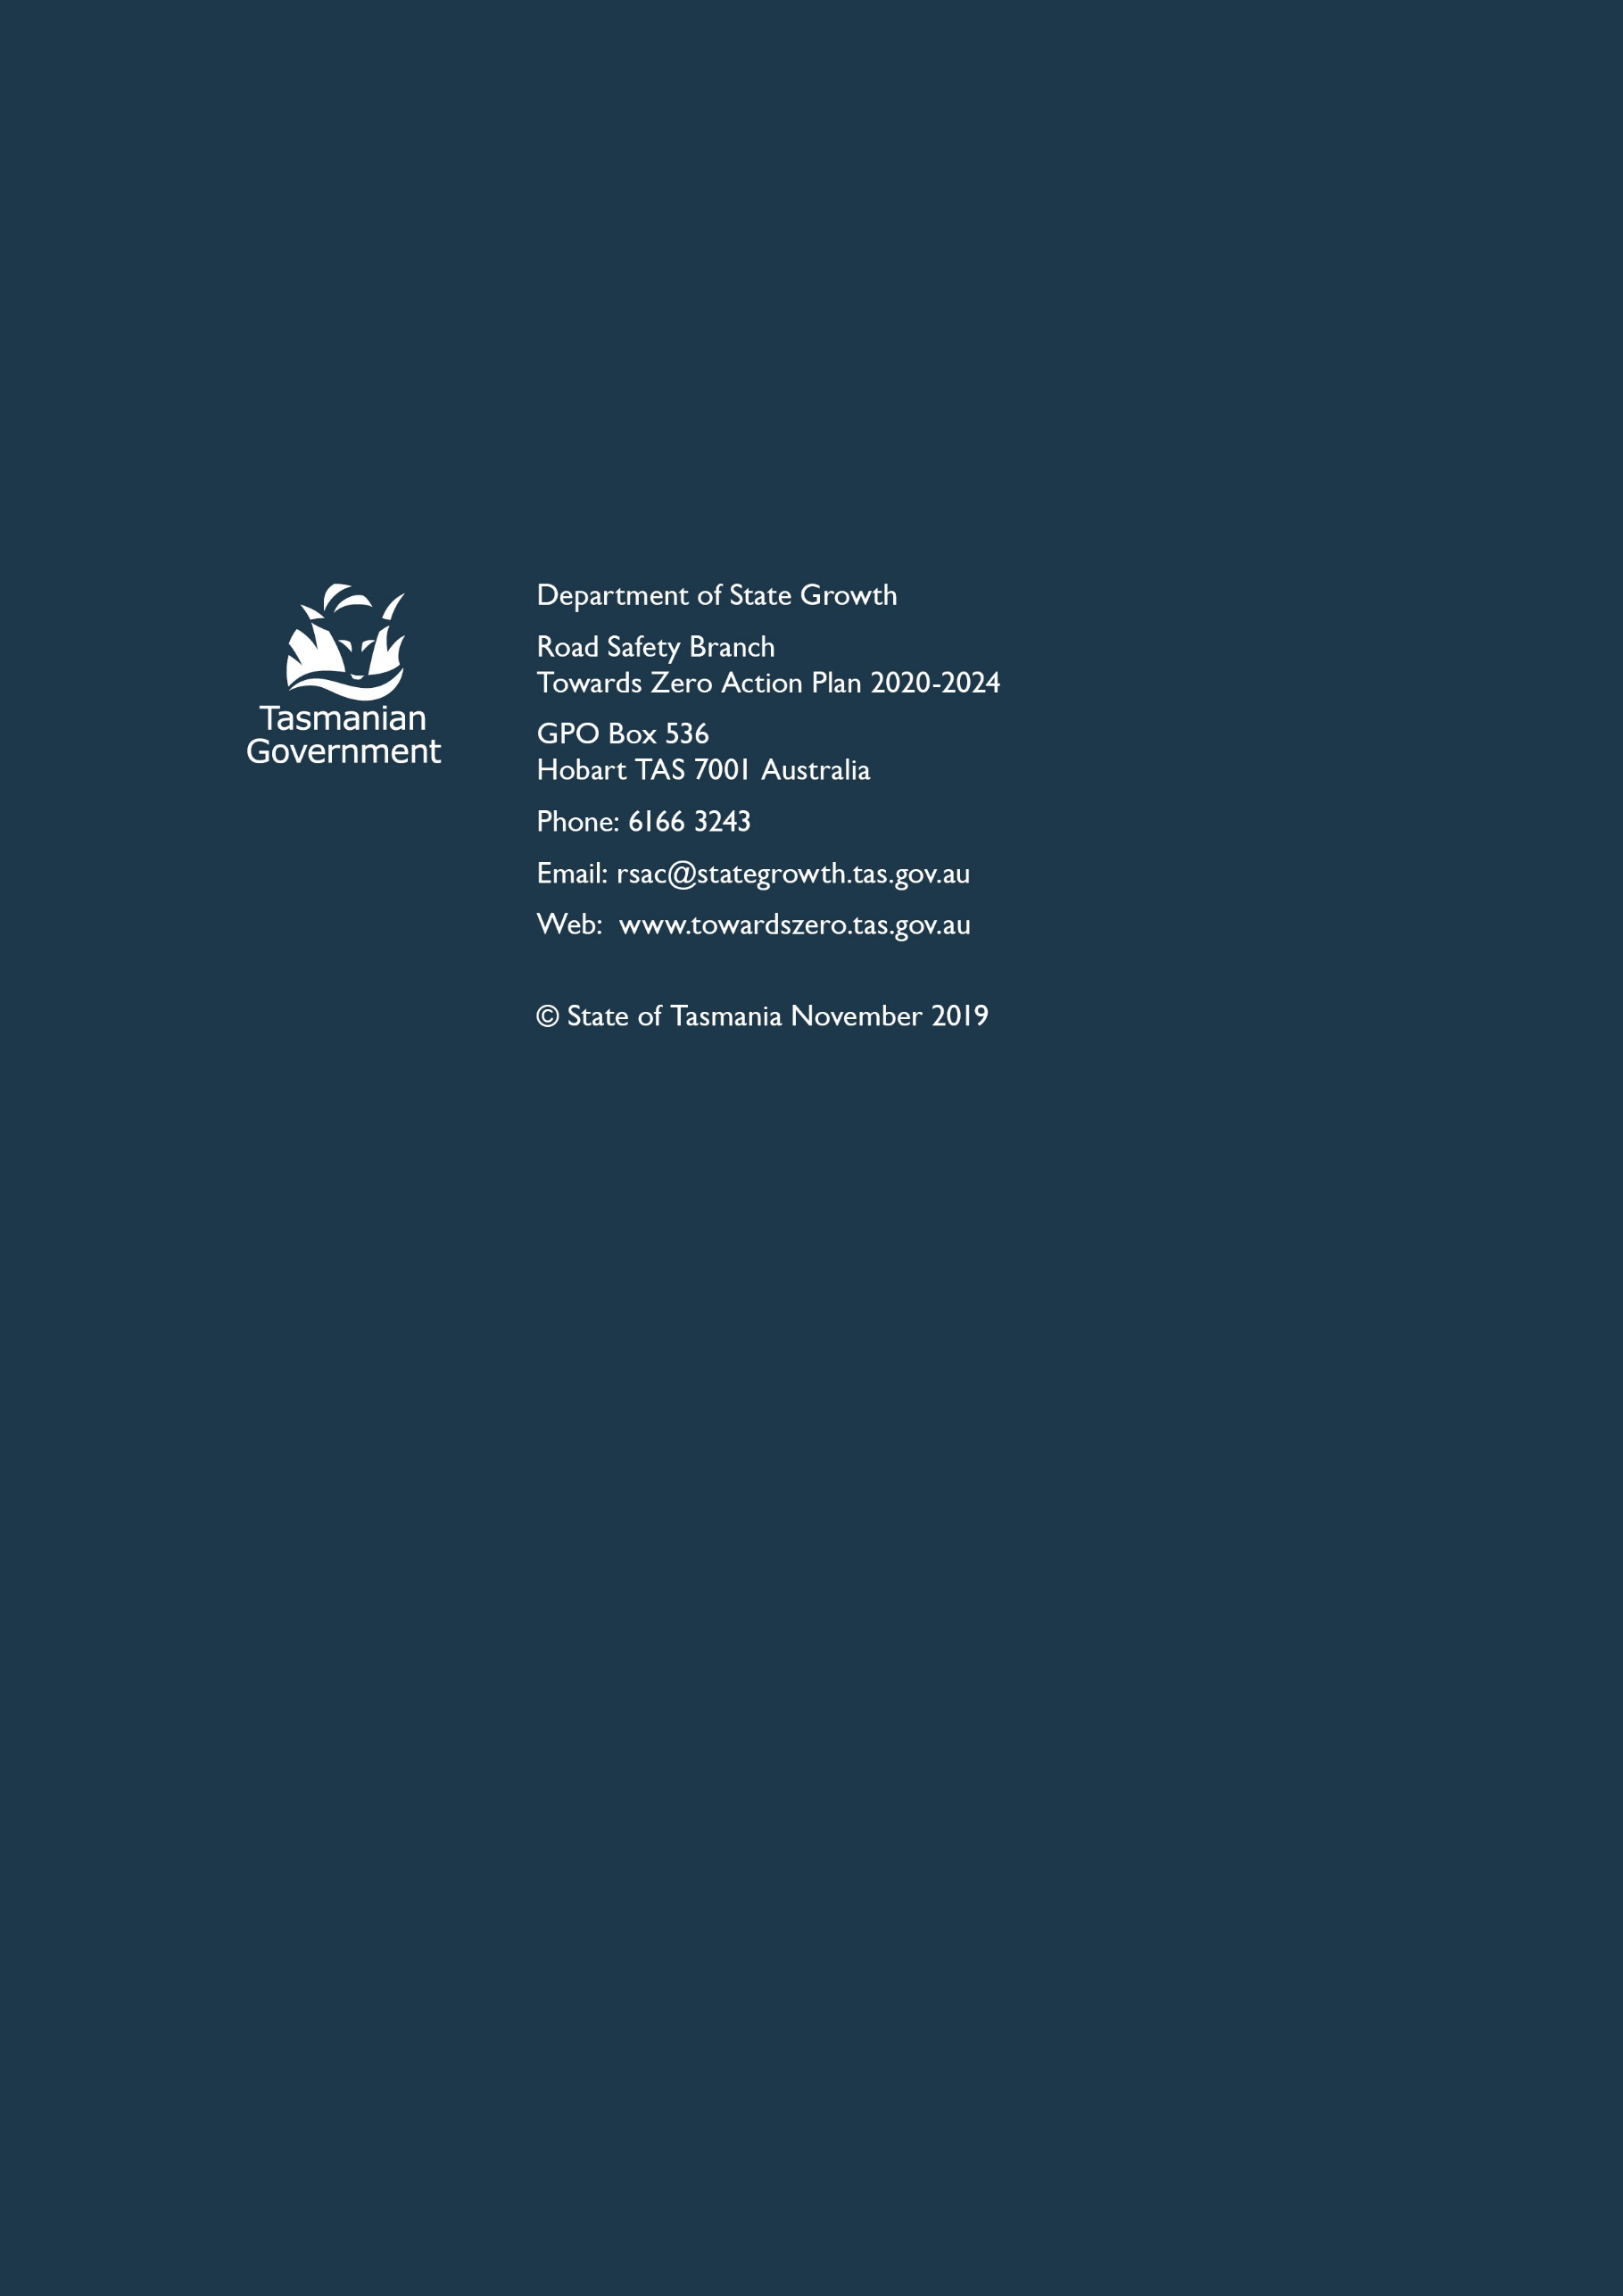 Tasmanian
Government
Department of State Growth
Road Safety Branch
Towards Zero Action Plan 2020-2024
GPO Box 536
Hobart TAS 7001 Australia
Phone: 6166 3243
Email: rsac@stategrowth.tas.gov.au
Web: www.towardszero.tas.gov.au
© State of Tasmania November 2019